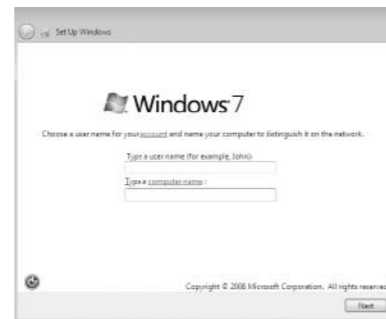 Set Up Windows
Windows 7
Choose a user name for your account and name your computer to distinguish it on the network.
Type a user name (for example, John):
Type a computer name :
Copyright © 2008 Microsoft Corporation. All rights reserved
Next